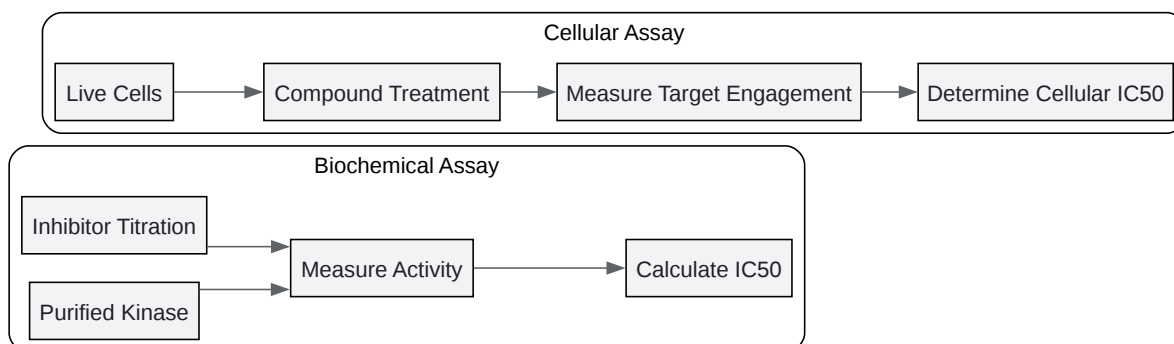 Cellular Assay
Live Cells
Compound Treatment
Measure Target Engagement
Determine Cellular IC50
Biochemical Assay
Inhibitor Titration
Purified Kinase
Measure Activity
Calculate IC50